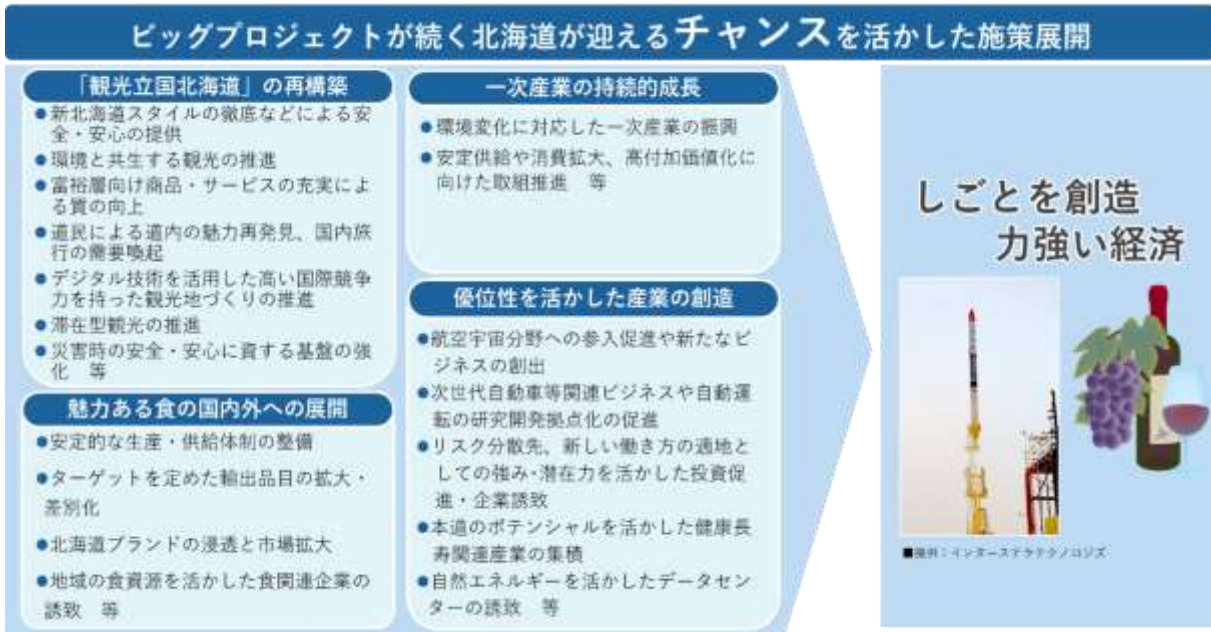 ビッグプロジェクトが続く北海道が迎えるチャンスを活かした施策展開
「観光立国北海道」の再構築
●新北海道スタイルの徹底などによる安
全・安心の提供
●環境と共生する観光の推進
●富裕層向け商品・サービスの充実によ
る質の向上
●道民による道内の魅力再発見、国内旅
行の需要喚起
●デジタル技術を活用した高い国際競争
力を持った観光地づくりの推進
●滞在型観光の推進
●災害時の安全・安心に資する基盤の強
化　等
魅力ある食の国内外への展開
●安定的な生産・供給体制の整備
●ターゲットを定めた輸出品目の拡大・
差別化
●北海道ブランドの浸透と市場拡大
●地域の食資源を活かした食関連企業の
誘致　等
一次産業の持続的成長
●環境変化に対応した一次産業の振興
●安定供給や消費拡大、高付加価値化に
向けた取組推進　等
優位性を活かした産業の創造
●航空宇宙分野への参入促進や新たなビ
ジネスの創出
●次世代自動車等関連ビジネスや自動運
転の研究開発拠点化の促進
●リスク分散先、新しい働き方の適地と
しての強み・潜在力を活かした投資促
進・企業誘致
●本道のポテンシャルを活かした健康長
寿関連産業の集積
●自然エネルギーを活かしたデータセン
ターの誘致　等
しごとを創造
力強い経済
■提供：インターステラテクノロジズ